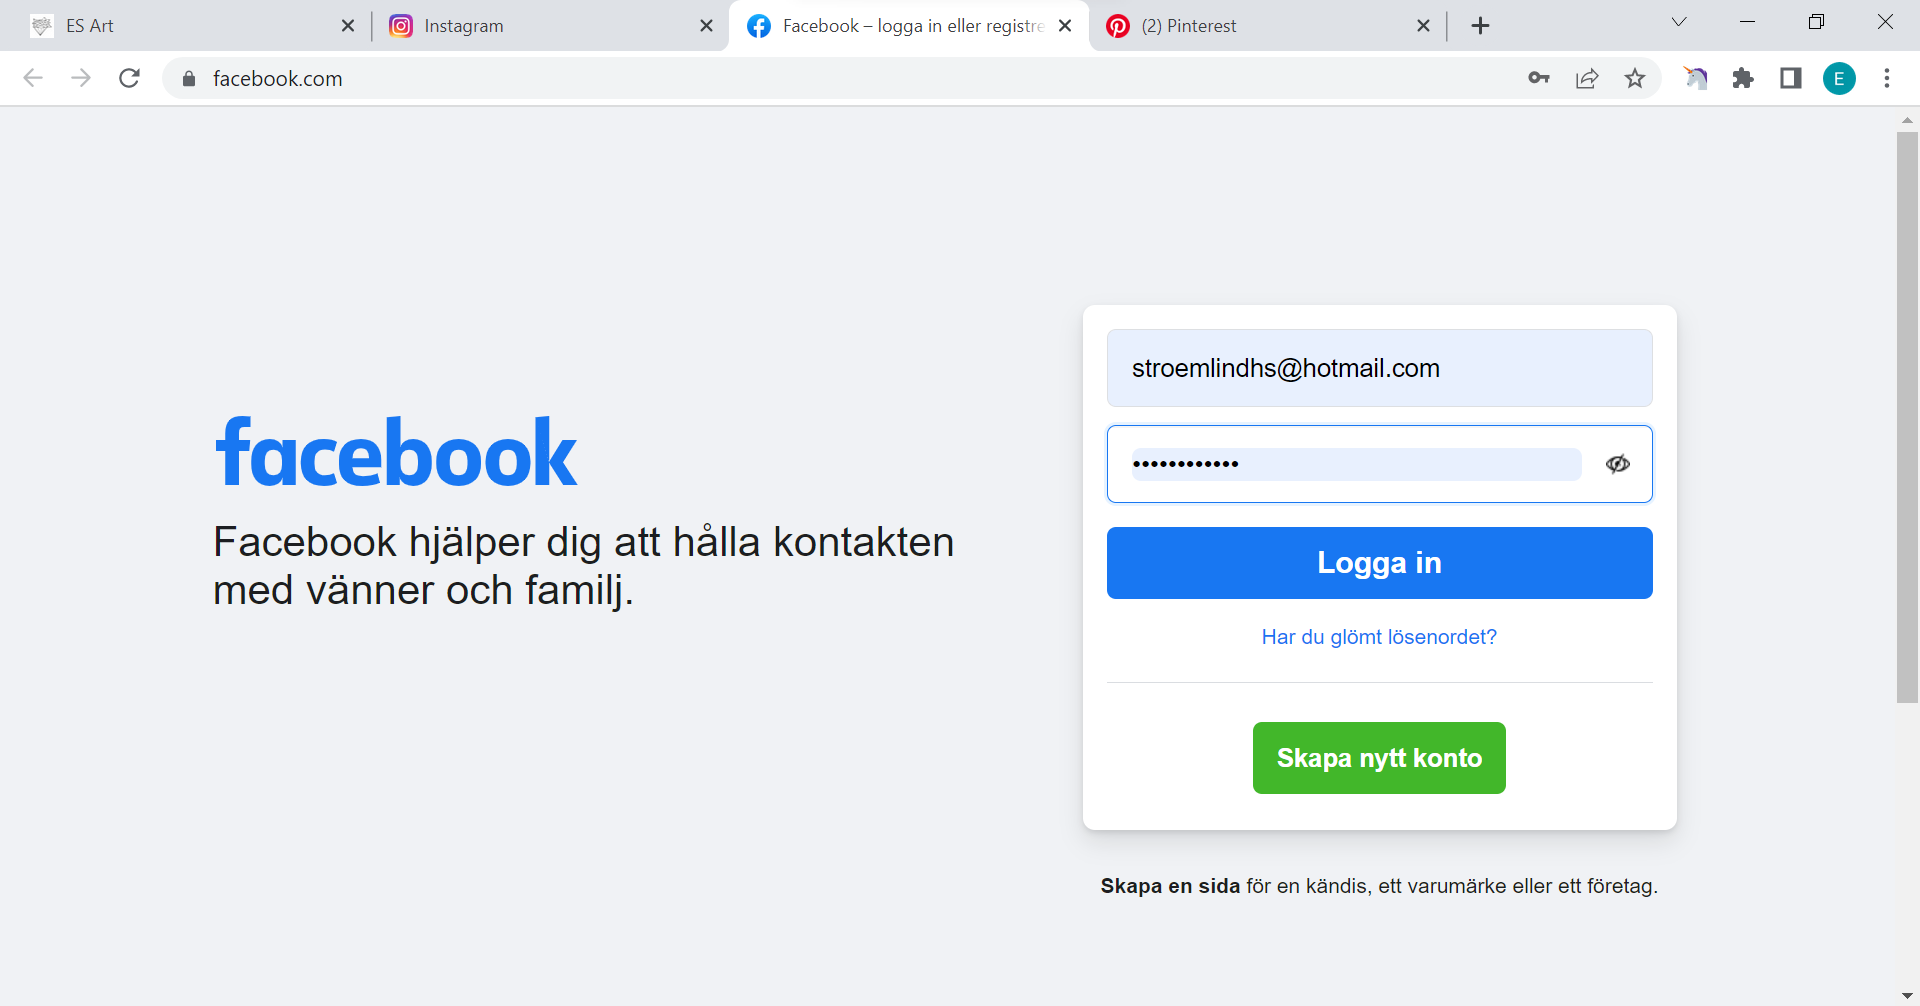 ES Art
Instagram
Facebook – logga in eller registre
(2) Pinterest
facebook.com
E
stroemlindhs@hotmail.com
••••••••••••
facebook
Facebook hjälper dig att hålla kontakten
med vänner och familj.
Logga in
Har du glömt lösenordet?
Skapa nytt konto
Skapa en sida för en kändis, ett varumärke eller ett företag.